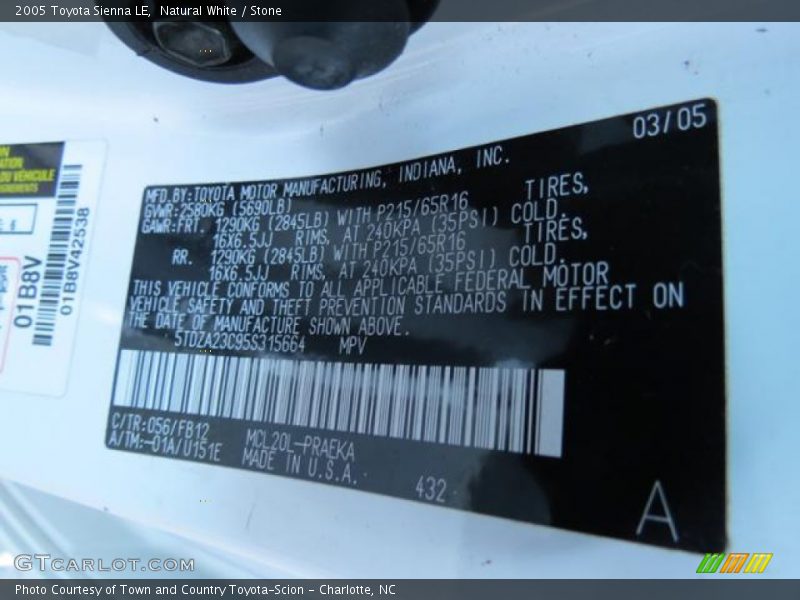 2005 Toyota Sienna LE, Natural White / Stone
03/05
MFD.BY:TOYOTA MOTOR MANUFACTURING, INDIANA, INC.
GVWR:2580KG (5690LB)
GAWR:FRT. 1290KG (2845LB) WITH P215/65R16 TIRES,
16X6.5JJ RIMS, AT 240KPA (35PSI) COLD.
RR. 1290KG (2845LB) WITH P215/65R16 TIRES,
16X6.5JJ RIMS, AT 240KPA (35PSI) COLD.
THIS VEHICLE CONFORMS TO ALL APPLICABLE FEDERAL MOTOR
VEHICLE SAFETY AND THEFT PREVENTION STANDARDS IN EFFECT ON
THE DATE OF MANUFACTURE SHOWN ABOVE.
5TDZA23C95S315664 MPV
C/TR:056/FB12
A/TM:-01A/U151E
MCL20L-PRAEKA
MADE IN U.S.A.
432
A
DU VÉHICULE
01B8V
01B8V42538
GTCARLOT.COM
Photo Courtesy of Town and Country Toyota-Scion - Charlotte, NC